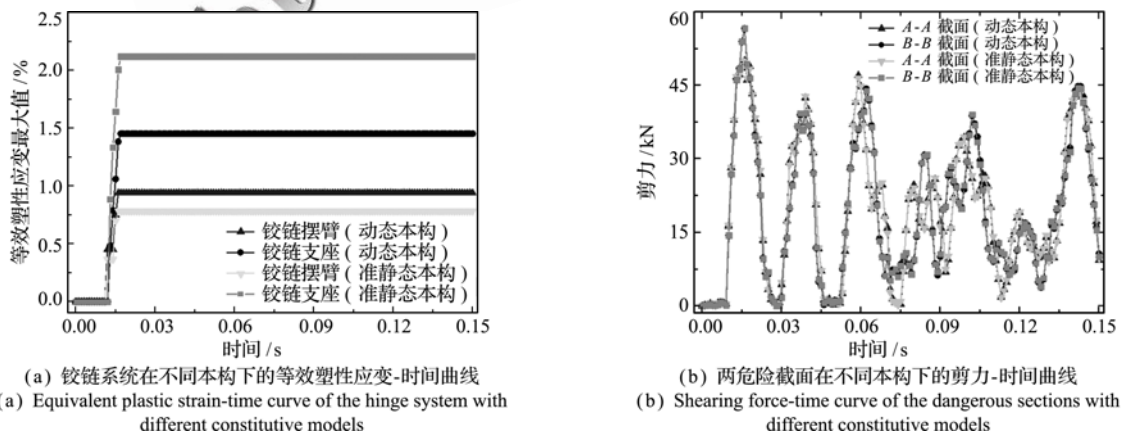 2.5
2.0
1.5
1.0
0.5
0.0
等效塑性应变最大值/%
铰链摆臂(动态本构)
铰链支座(动态本构)
铰链摆臂(准静态本构)
铰链支座(准静态本构)
0.00 0.03 0.06 0.09 0.12 0.15
时间/s
(a) 铰链系统在不同本构下的等效塑性应变-时间曲线
(a) Equivalent plastic strain-time curve of the hinge system with
different constitutive models
60
45
30
15
0
剪力/kN
A-A 截面(动态本构)
B-B 截面(动态本构)
A-A 截面(准静态本构)
B-B 截面(准静态本构)
0.00 0.03 0.06 0.09 0.12 0.15
时间/s
(b) 两危险截面在不同本构下的剪力-时间曲线
(b) Shearing force-time curve of the dangerous sections with
different constitutive models